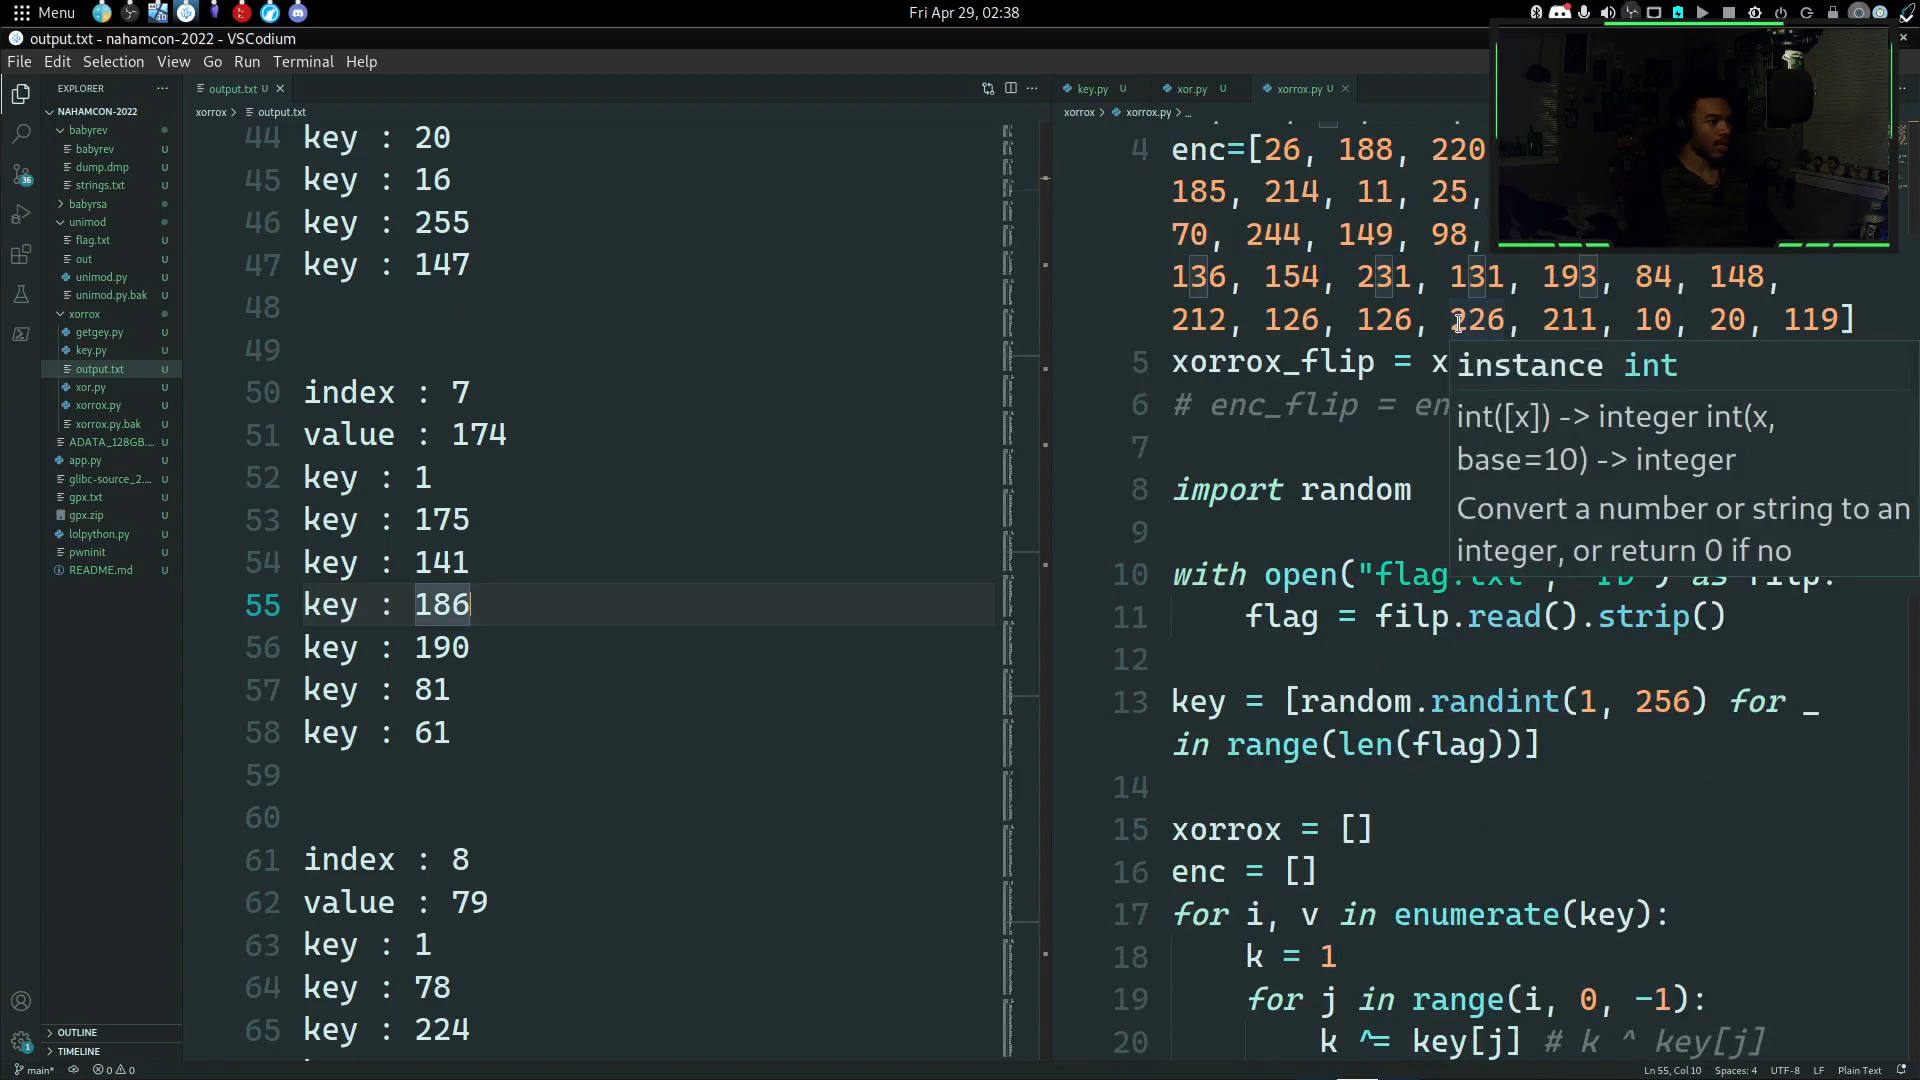 Menu
Fri Apr 29, 02:38
output.txt - nahamcon-2022 - VSCodium
File Edit Selection View Go Run Terminal Help
EXPLORER
NAHAMCON-2022
babyrev
babyrev U
dump.dmp U
strings.txt U
babyrsa
unimod
flag.txt U
out U
unimod.py U
unimod.py.bak U
xorrox
getgey.py U
key.py U
output.txt U
xor.py U
xorrox.py U
xorrox.py.bak U
ADATA_128GB.... U
app.py U
glibc-source_2.... U
gpx.txt U
gpx.zip U
lolpython.py U
pwninit U
README.md U
OUTLINE
TIMELINE
36
1
output.txt U
xorrox > output.txt
44 key : 20
45 key : 16
46 key : 255
47 key : 147
48
49
50 index : 7
51 value : 174
52 key : 1
53 key : 175
54 key : 141
55 key : 186
56 key : 190
57 key : 81
58 key : 61
59
60
61 index : 8
62 value : 79
63 key : 1
64 key : 78
65 key : 224
key.py U xor.py U xorrox.py U
xorrox > xorrox.py > ...
4 enc=[26, 188, 220
185, 214, 11, 25,
70, 244, 149, 98,
136, 154, 231, 131, 193, 84, 148,
212, 126, 126, 226, 211, 10, 20, 119]
5 xorrox_flip = x
6 # enc_flip = en
7
8 import random
9
10 with open("flag.txt", "rb") as filp:
11 flag = filp.read().strip()
12
13 key = [random.randint(1, 256) for _
in range(len(flag))]
14
15 xorrox = []
16 enc = []
17 for i, v in enumerate(key):
18 k = 1
19 for j in range(i, 0, -1):
20 k ^= key[j] # k ^ key[j]
instance int
int([x]) -> integer int(x,
base=10) -> integer
Convert a number or string to an
integer, or return 0 if no
main* 0 0
Ln 55, Col 10 Spaces: 4 UTF-8 LF Plain Text